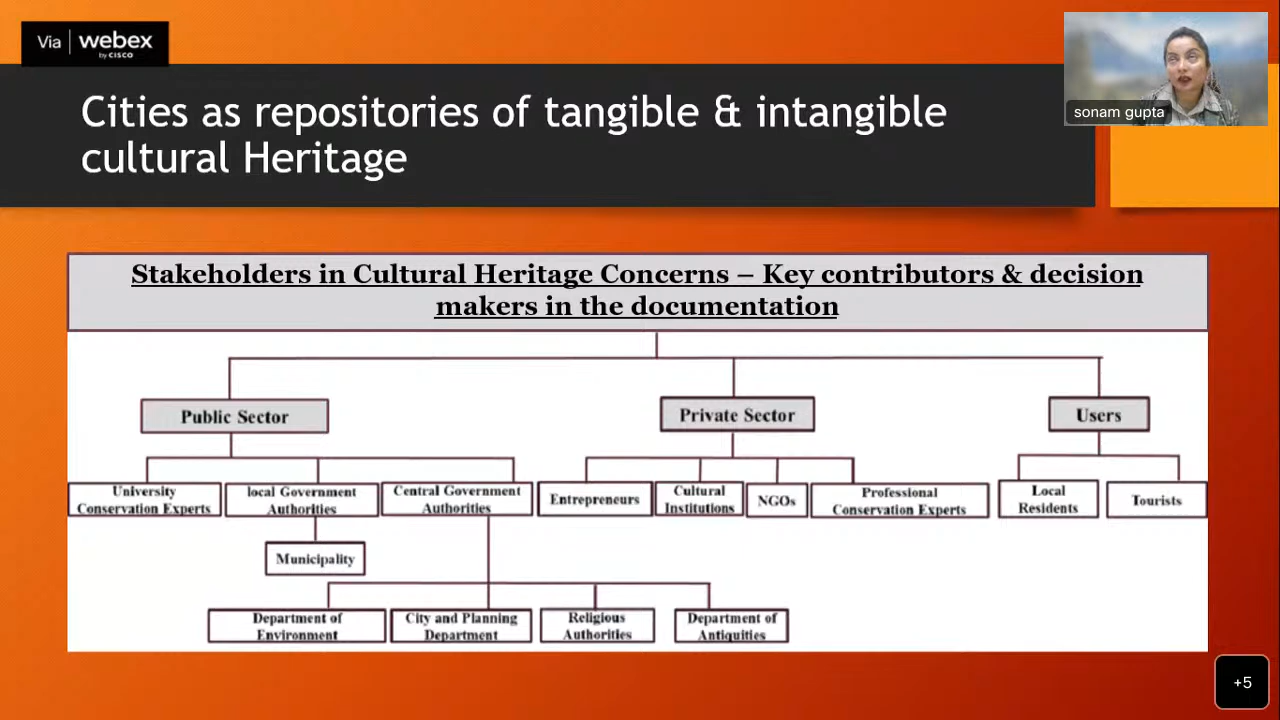 Via webex
by CISCO
Cities as repositories of tangible & intangible
cultural Heritage
sonam gupta
Stakeholders in Cultural Heritage Concerns – Key contributors & decision
makers in the documentation
Public Sector
Private Sector
Users
University
Conservation Experts
local Government
Authorities
Central Government
Authorities
Entrepreneurs
Cultural
Institutions
NGOs
Professional
Conservation Experts
Local
Residents
Tourists
Municipality
Department of
Environment
City and Planning
Department
Religious
Authorities
Department of
Antiquities
+5